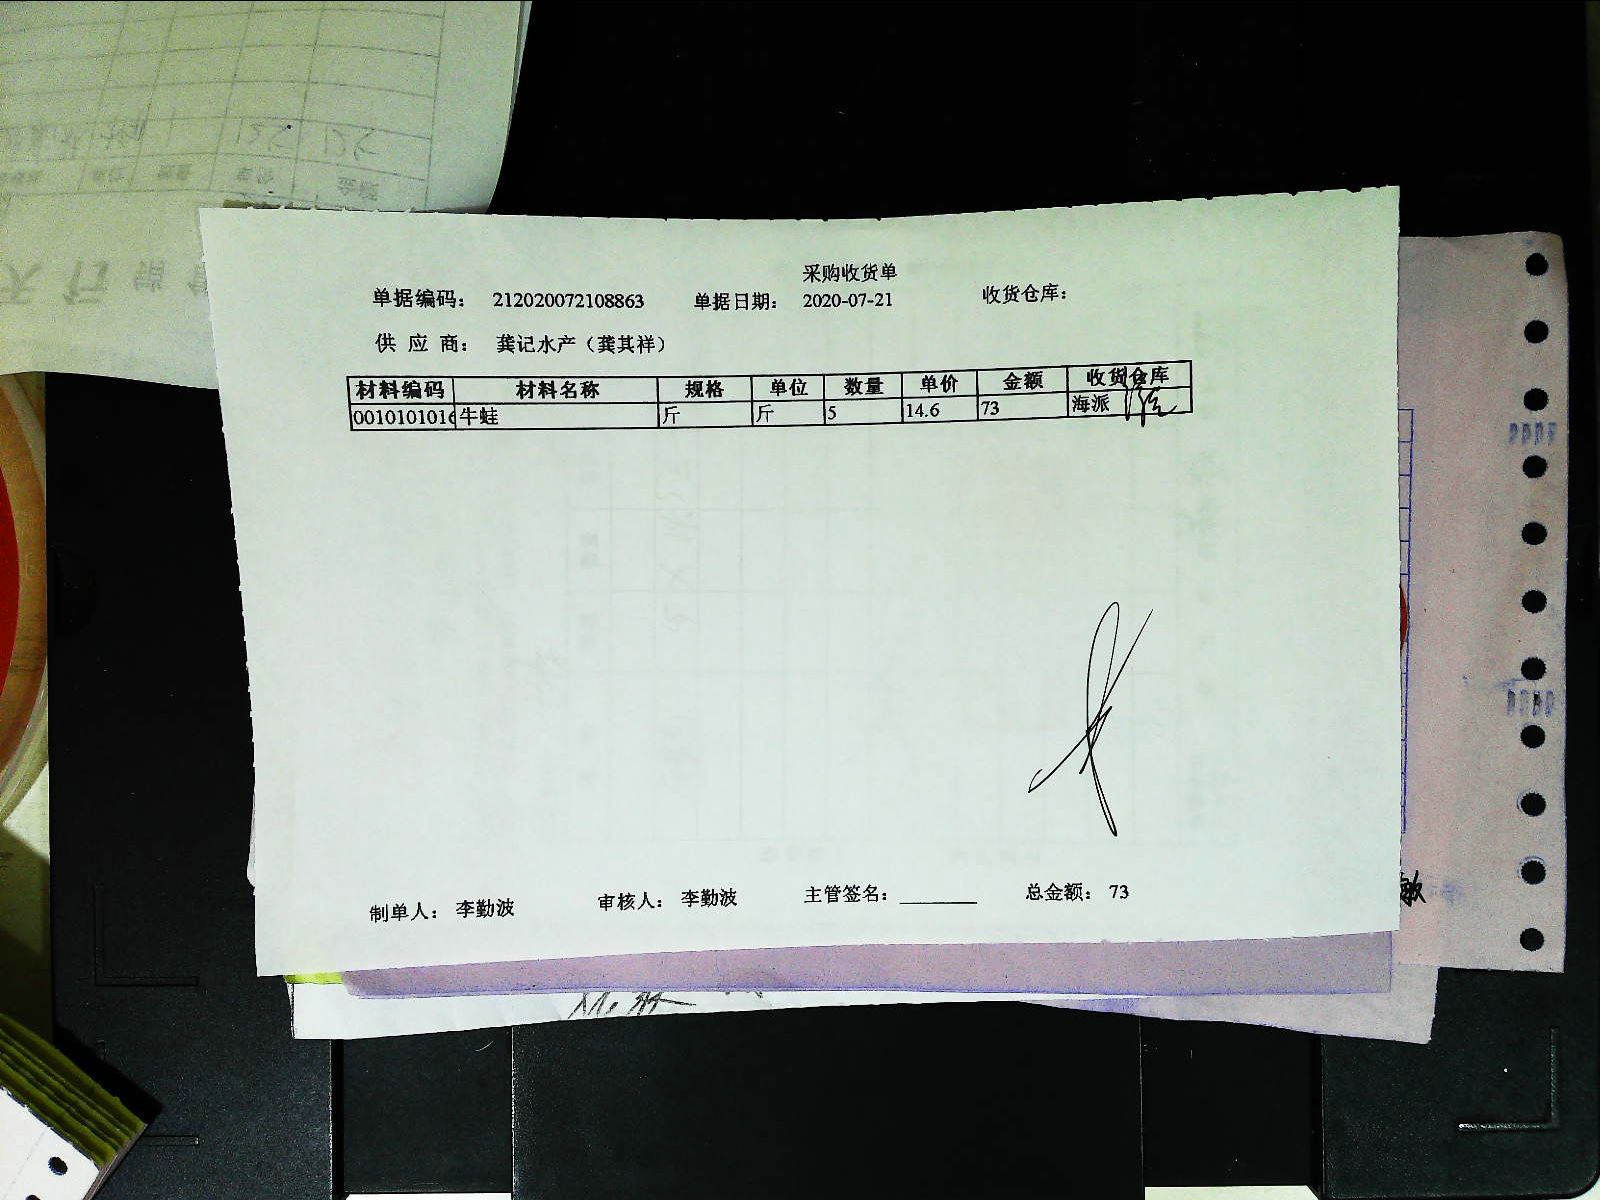 采购收货单
单据编码： 212020072108863 单据日期： 2020-07-21 收货仓库：
供 应 商： 龚记水产（龚其祥）
材料编码 材料名称 规格 单位 数量 单价 金额 收货仓库
0010101016 牛蛙 斤 斤 5 14.6 73 海派
制单人： 李勤波 审核人： 李勤波 主管签名：________ 总金额： 73
敏